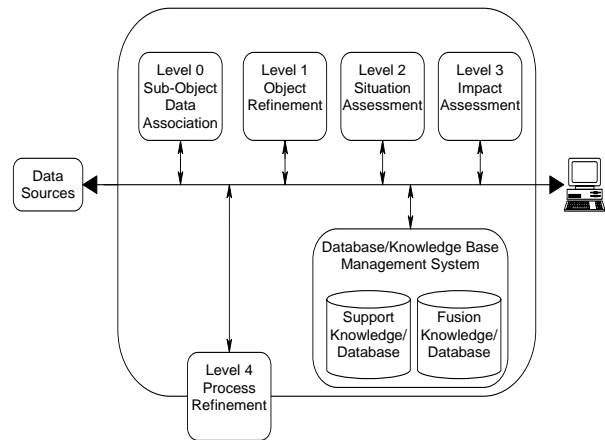 Level 0
Sub-Object
Data
Association
Level 1
Object
Refinement
Level 2
Situation
Assessment
Level 3
Impact
Assessment
Data
Sources
Database/Knowledge Base
Management System
Support
Knowledge/
Database
Fusion
Knowledge/
Database
Level 4
Process
Refinement